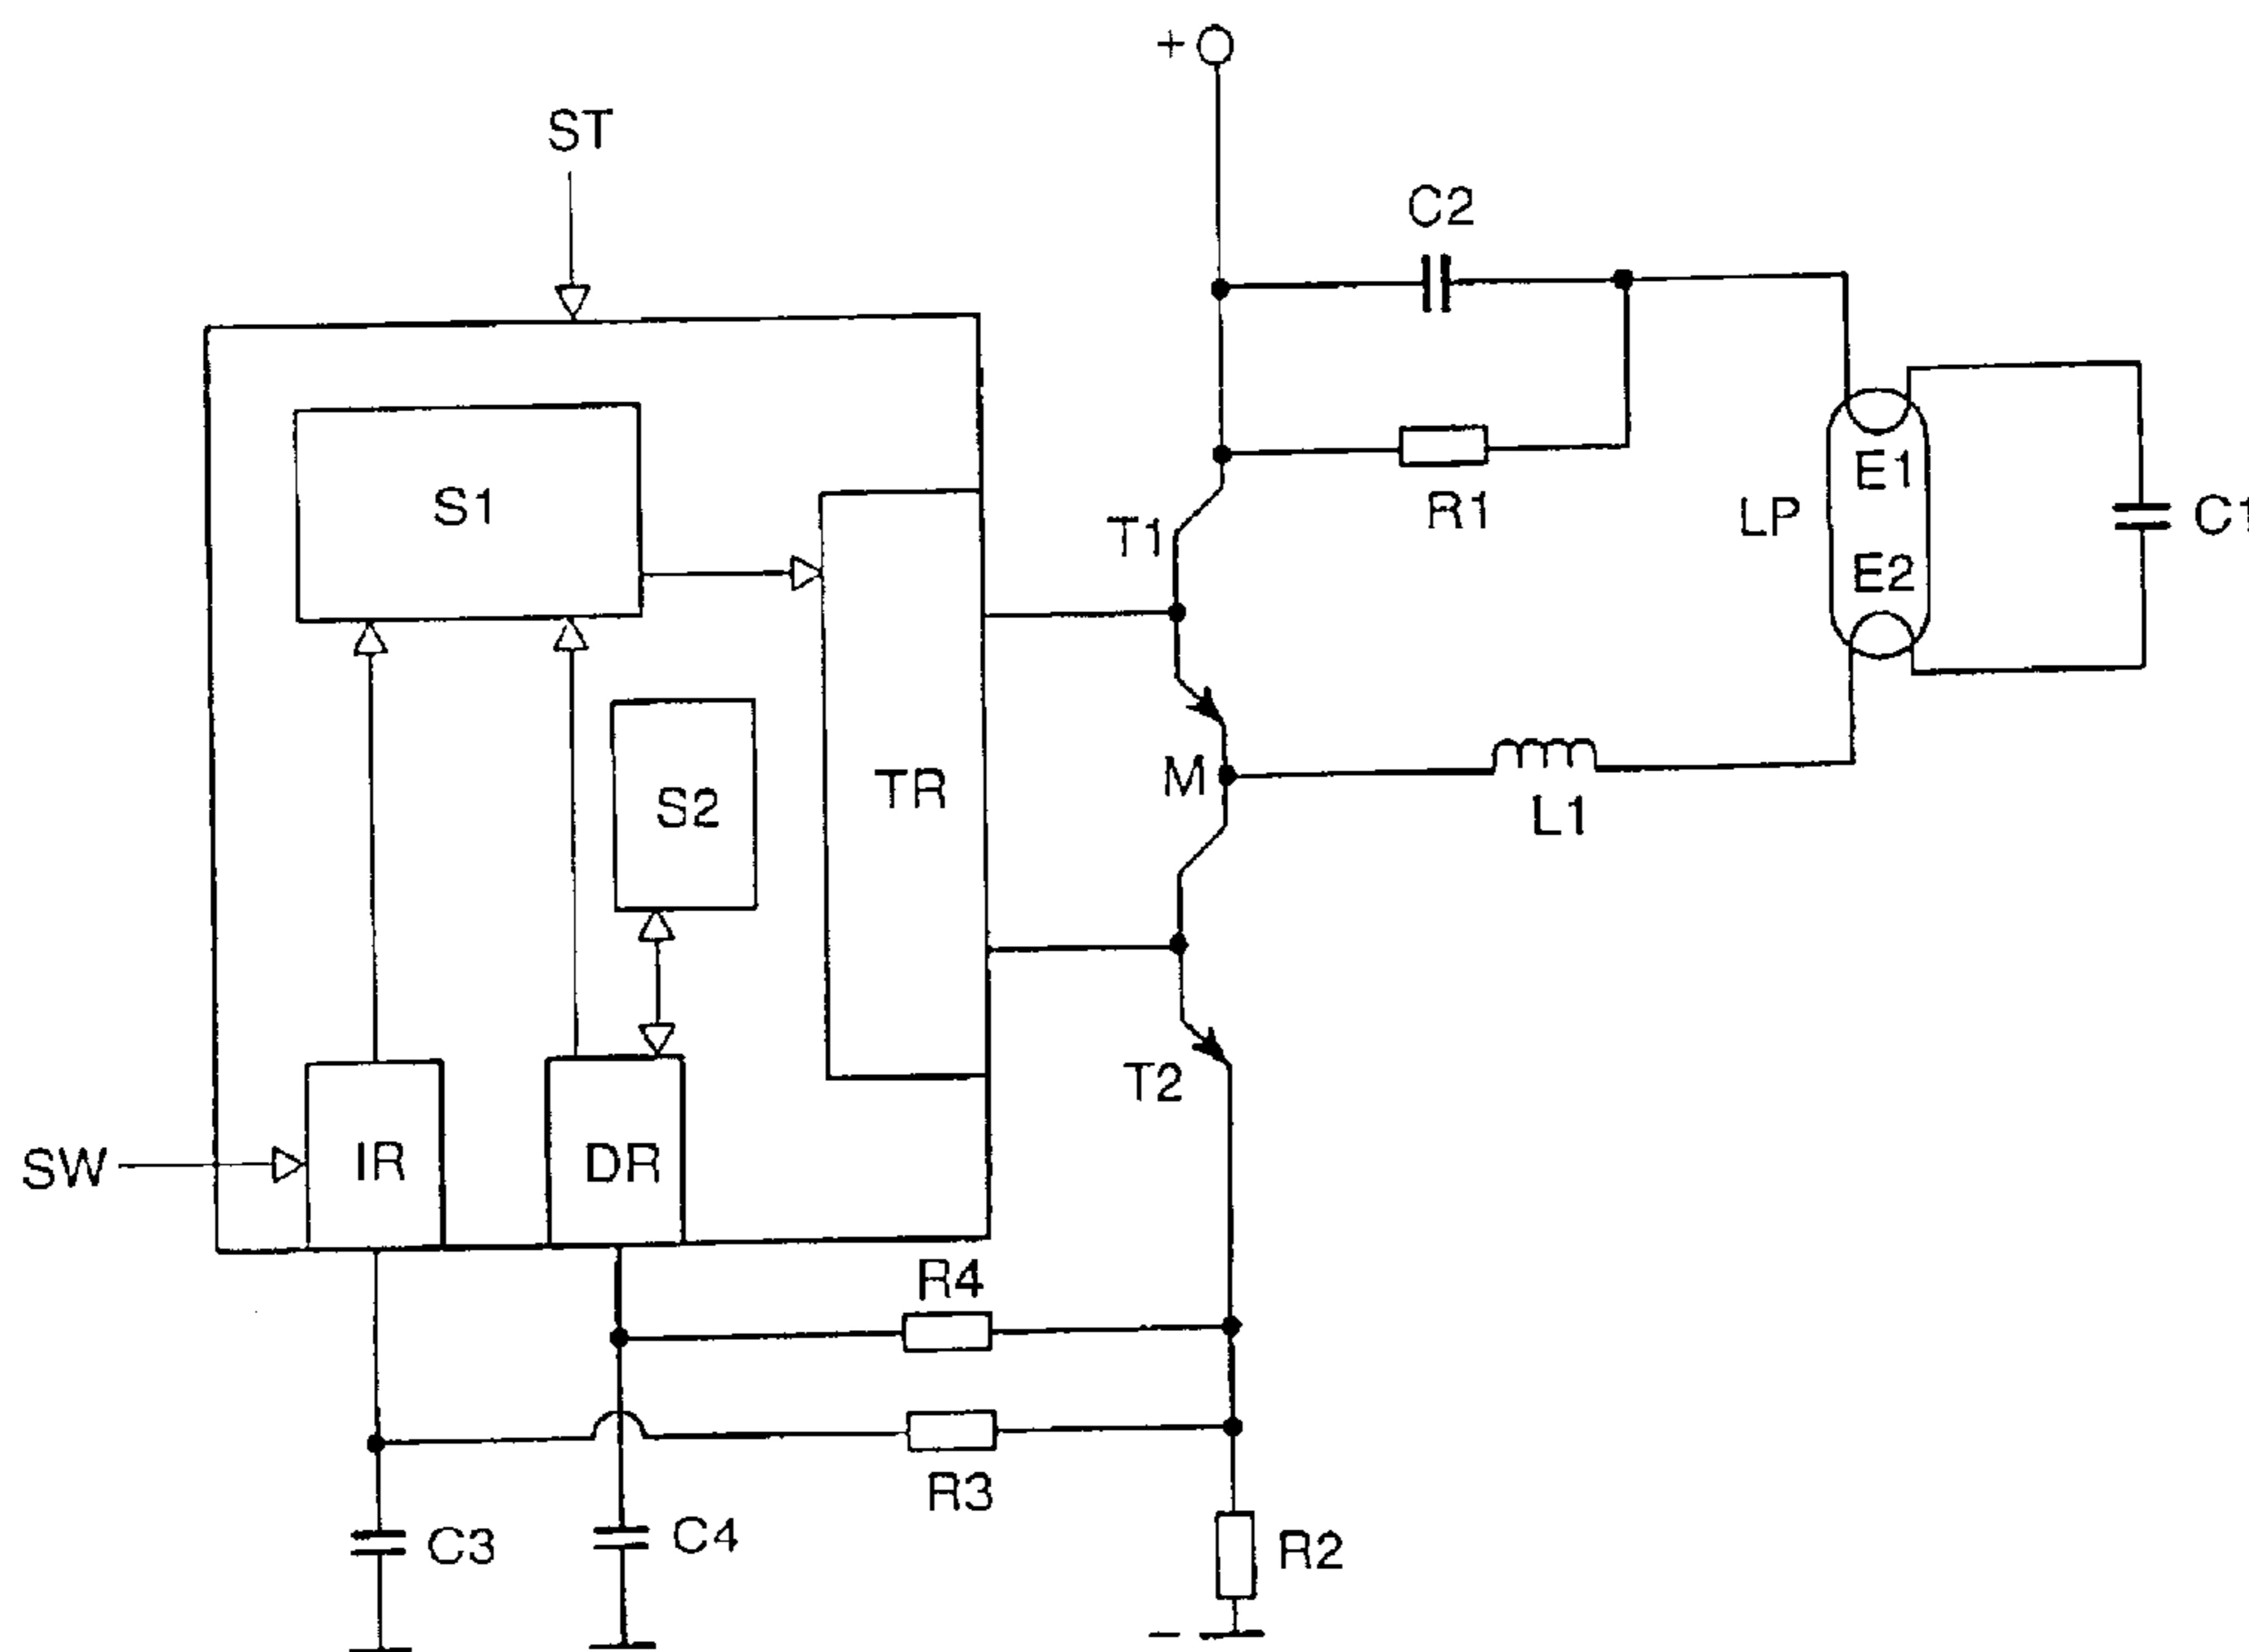 +
ST
C2
S1
R1
T1
LP
E1
C1
E2
S2
TR
M
L1
T2
SW
IR
DR
R4
R3
C3
C4
R2
−